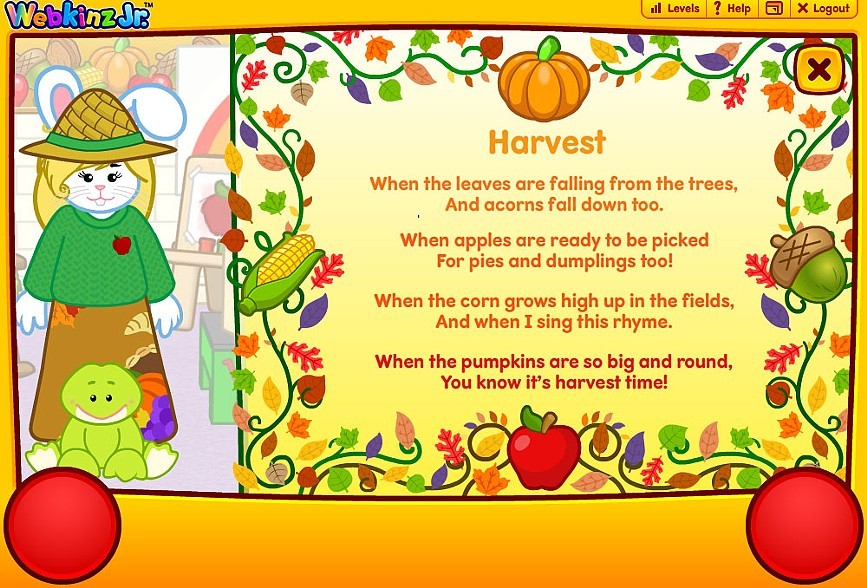 Webkinz Jr.™
Levels
? Help
X Logout
Harvest
When the leaves are falling from the trees,
And acorns fall down too.
When apples are ready to be picked
For pies and dumplings too!
When the corn grows high up in the fields,
And when I sing this rhyme.
When the pumpkins are so big and round,
You know it's harvest time!